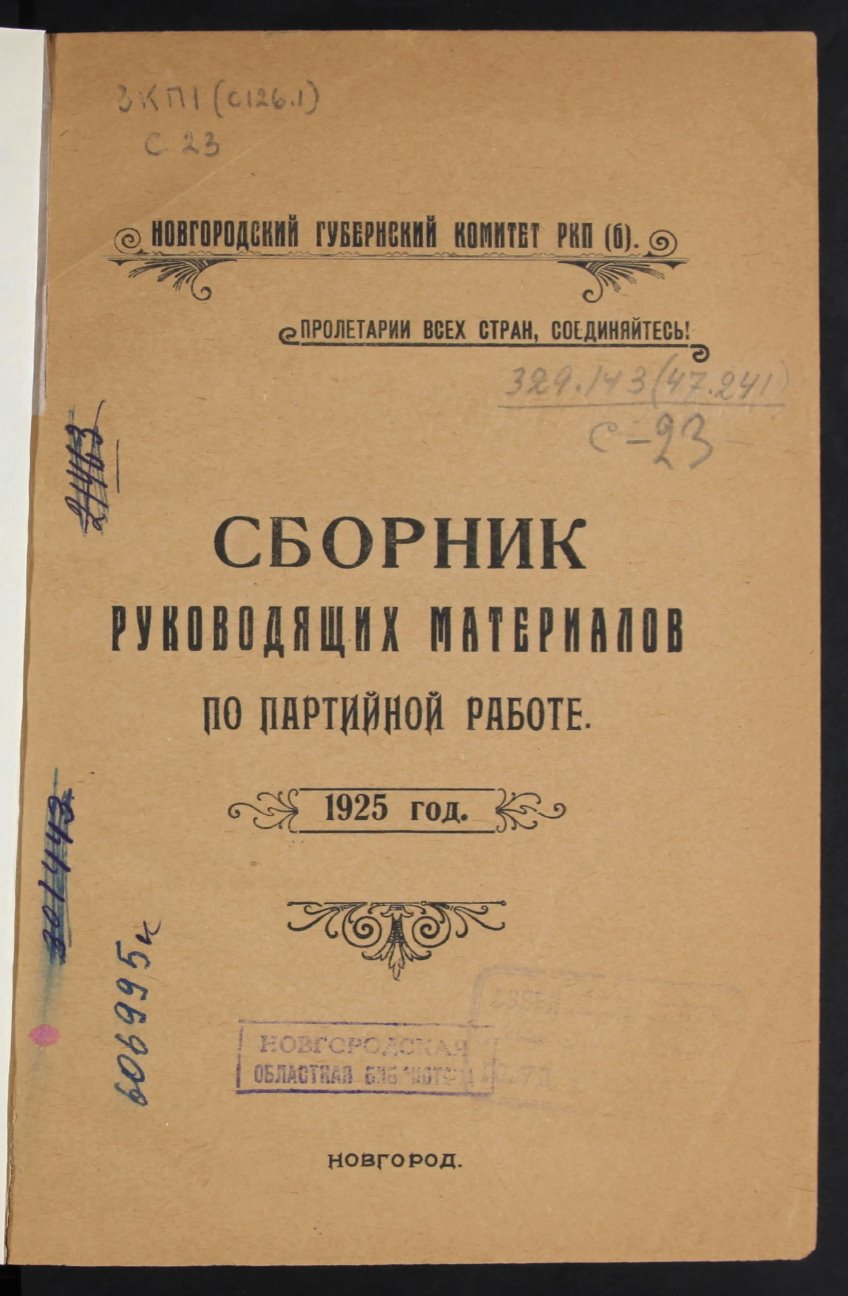 3КП1(с126.1)
С 23
НОВГОРОДСКИЙ ГУБЕРНСКИЙ КОМИТЕТ РКП (б).
ПРОЛЕТАРИИ ВСЕХ СТРАН, СОЕДИНЯЙТЕСЬ!
329.143(47.241)
С-23
СБОРНИК
РУКОВОДЯЩИХ МАТЕРИАЛОВ
ПО ПАРТИЙНОЙ РАБОТЕ.
1925 год.
301443
606995к
НОВГОРОДСКАЯ
ОБЛАСТНАЯ БИБЛИОТЕКА
НОВГОРОД.